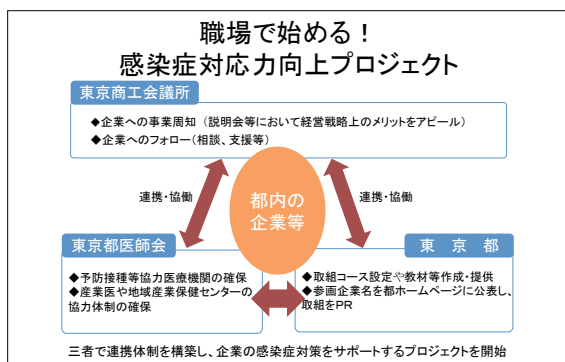 職場で始める！
感染症対応力向上プロジェクト
東京商工会議所
◆企業への事業周知（説明会等において経営戦略上のメリットをアピール）
◆企業へのフォロー(相談、支援等)
連携・協働
都内の
企業等
連携・協働
東京都医師会
◆予防接種等協力医療機関の確保
◆産業医や地域産業保健センターの
協力体制の確保
東　京　都
◆取組コース設定や教材等作成・提供
◆参画企業名を都ホームページに公表し、
取組をPR
三者で連携体制を構築し、企業の感染症対策をサポートするプロジェクトを開始